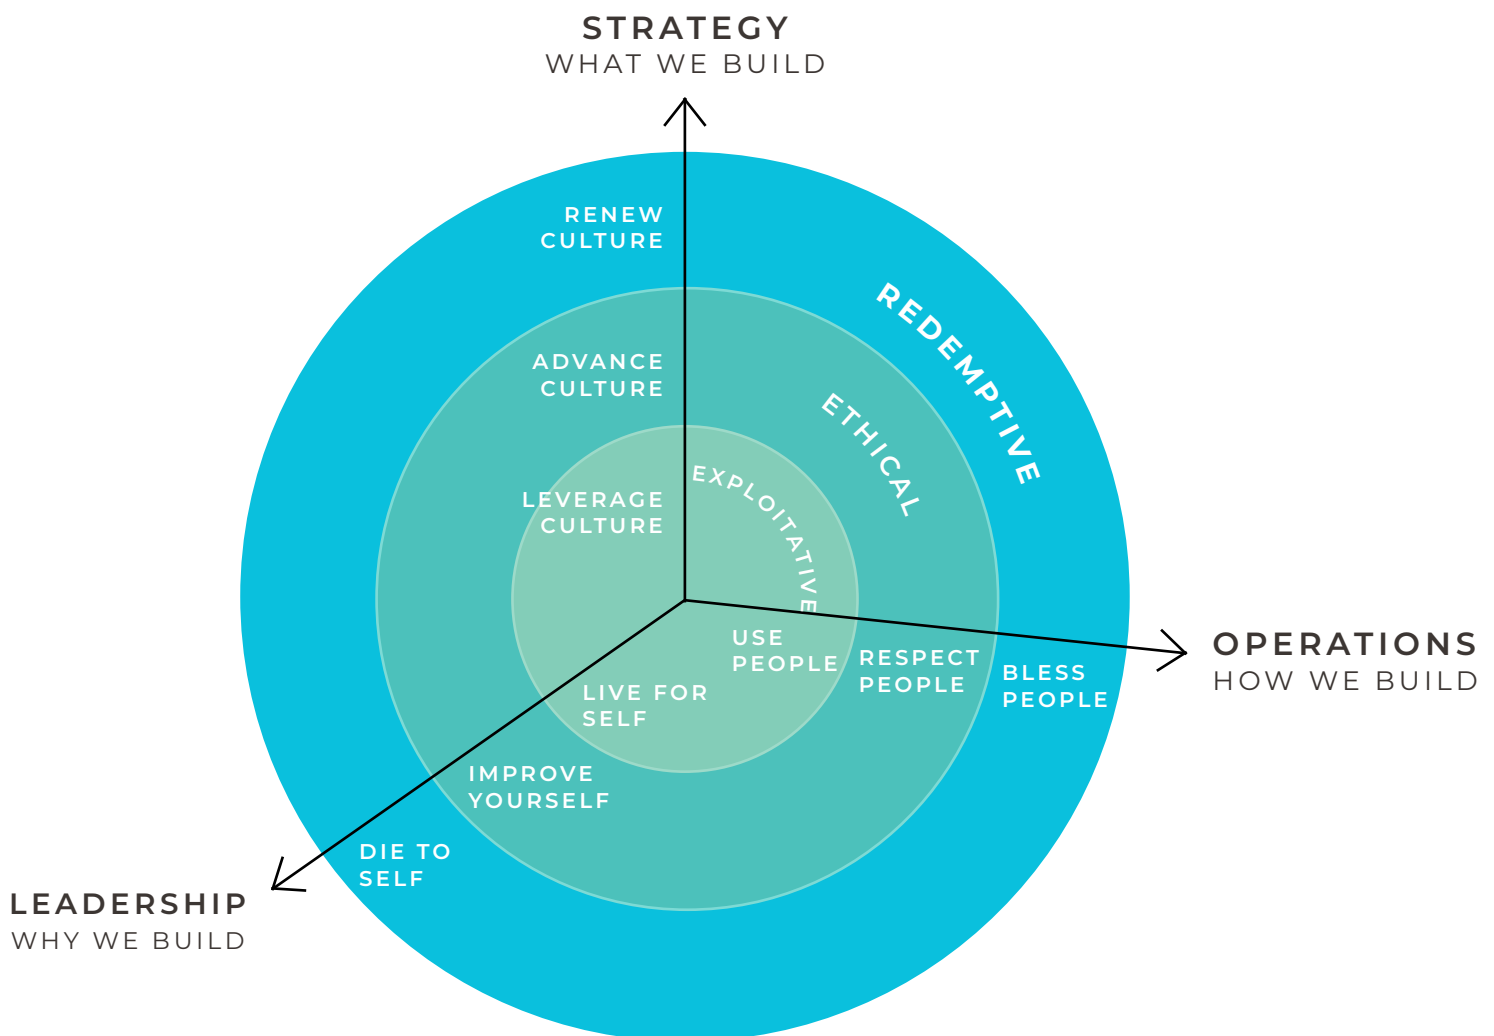 STRATEGY
WHAT WE BUILD
RENEW
CULTURE
REDEMPTIVE
ADVANCE
CULTURE
ETHICAL
EXPLOITATIVE
LEVERAGE
CULTURE
USE
PEOPLE
RESPECT
PEOPLE
BLESS
PEOPLE
OPERATIONS
HOW WE BUILD
LIVE FOR
SELF
IMPROVE
YOURSELF
DIE TO
SELF
LEADERSHIP
WHY WE BUILD